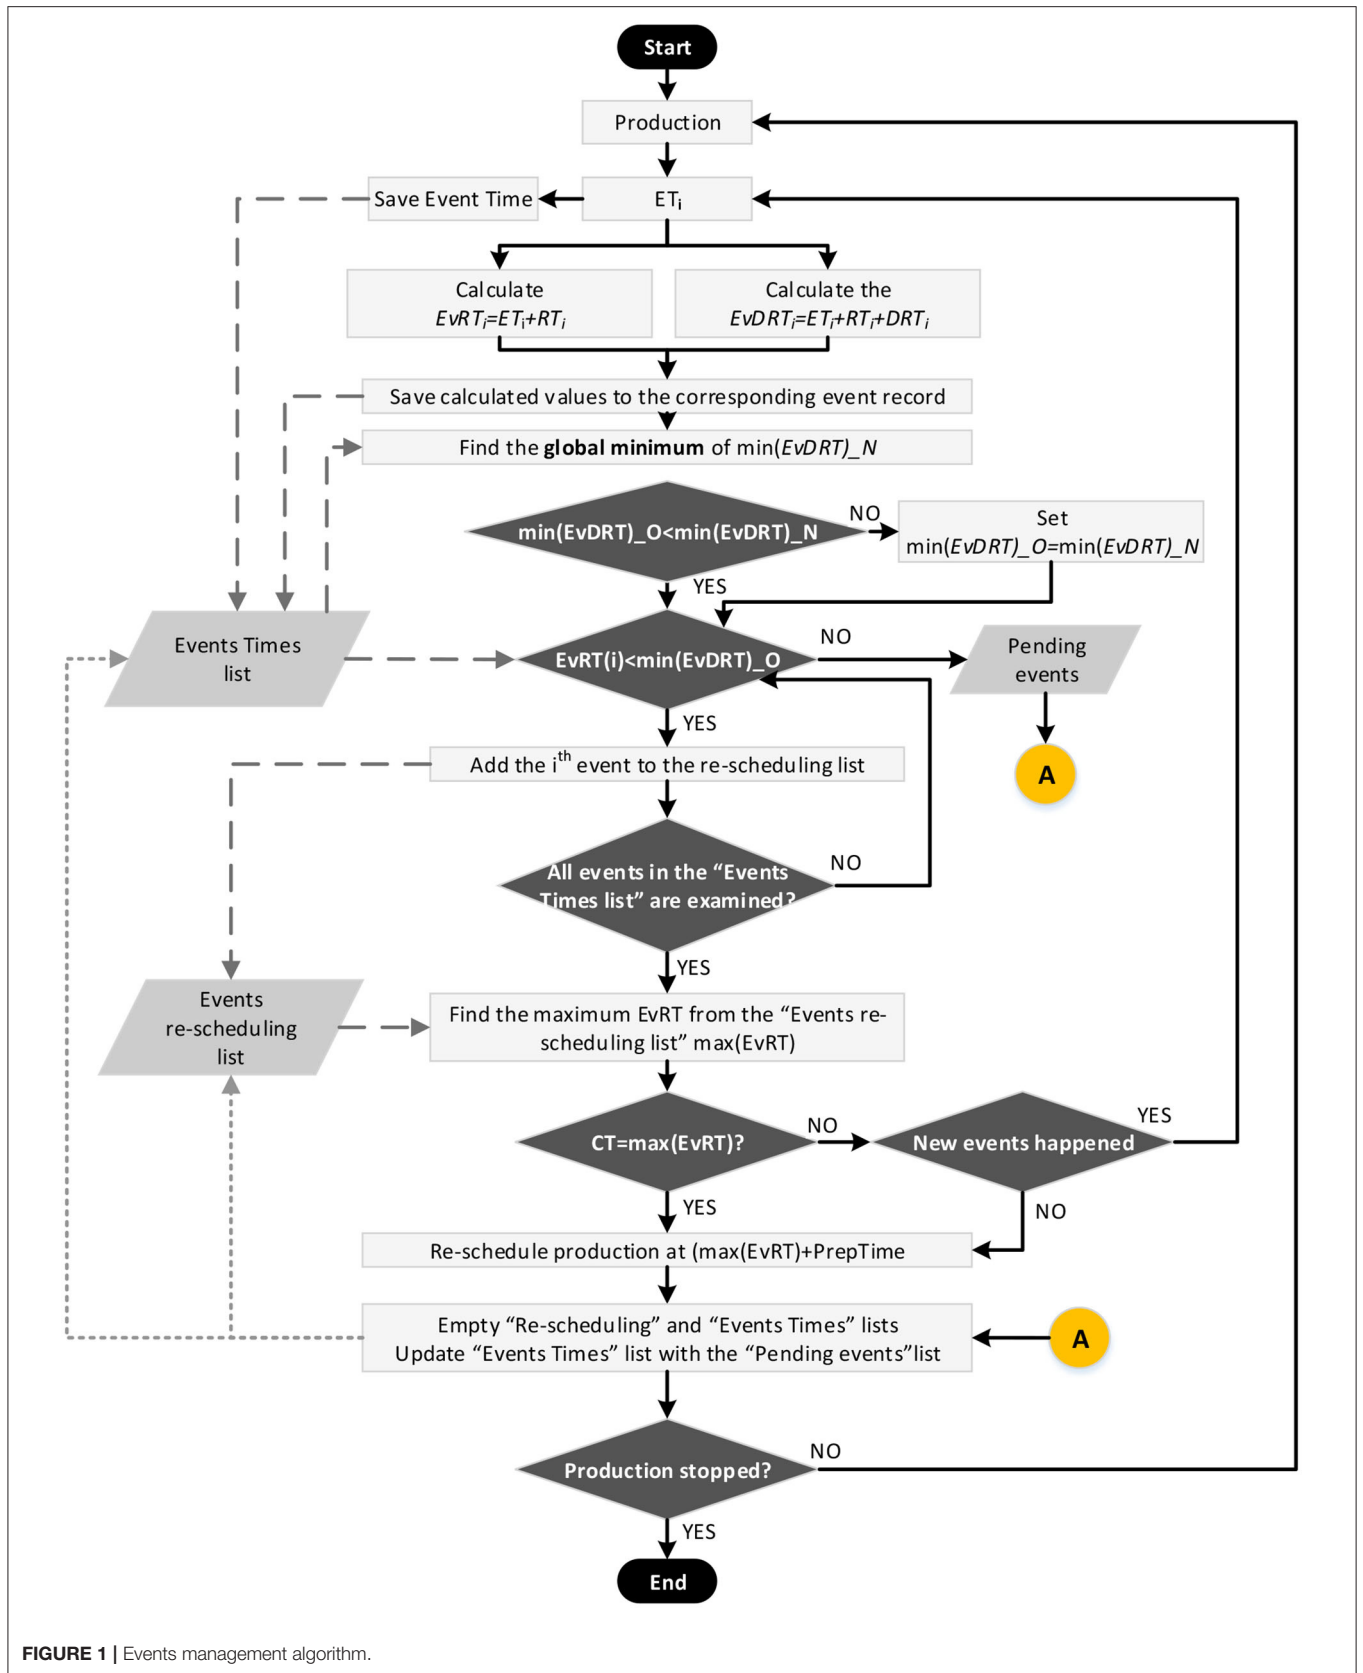 Start
Production
Save Event Time
ETi
Calculate
EvRTi=ETi+RTi
Calculate the
EvDRTi=ETi+RTi+DRTi
Save calculated values to the corresponding event record
Find the global minimum of min(EvDRT)_N
min(EvDRT)_O<min(EvDRT)_N
NO
Set
min(EvDRT)_O=min(EvDRT)_N
YES
Events Times
list
EvRT(i)<min(EvDRT)_O
NO
Pending
events
YES
A
Add the ith event to the re-scheduling list
All events in the “Events
Times list” are examined?
NO
YES
Events
re-scheduling
list
Find the maximum EvRT from the “Events re-
scheduling list” max(EvRT)
CT=max(EvRT)?
NO
New events happened
YES
YES
NO
Re-schedule production at (max(EvRT)+PrepTime
Empty “Re-scheduling” and “Events Times” lists
Update “Events Times” list with the “Pending events”list
A
Production stopped?
NO
YES
End
FIGURE 1 | Events management algorithm.